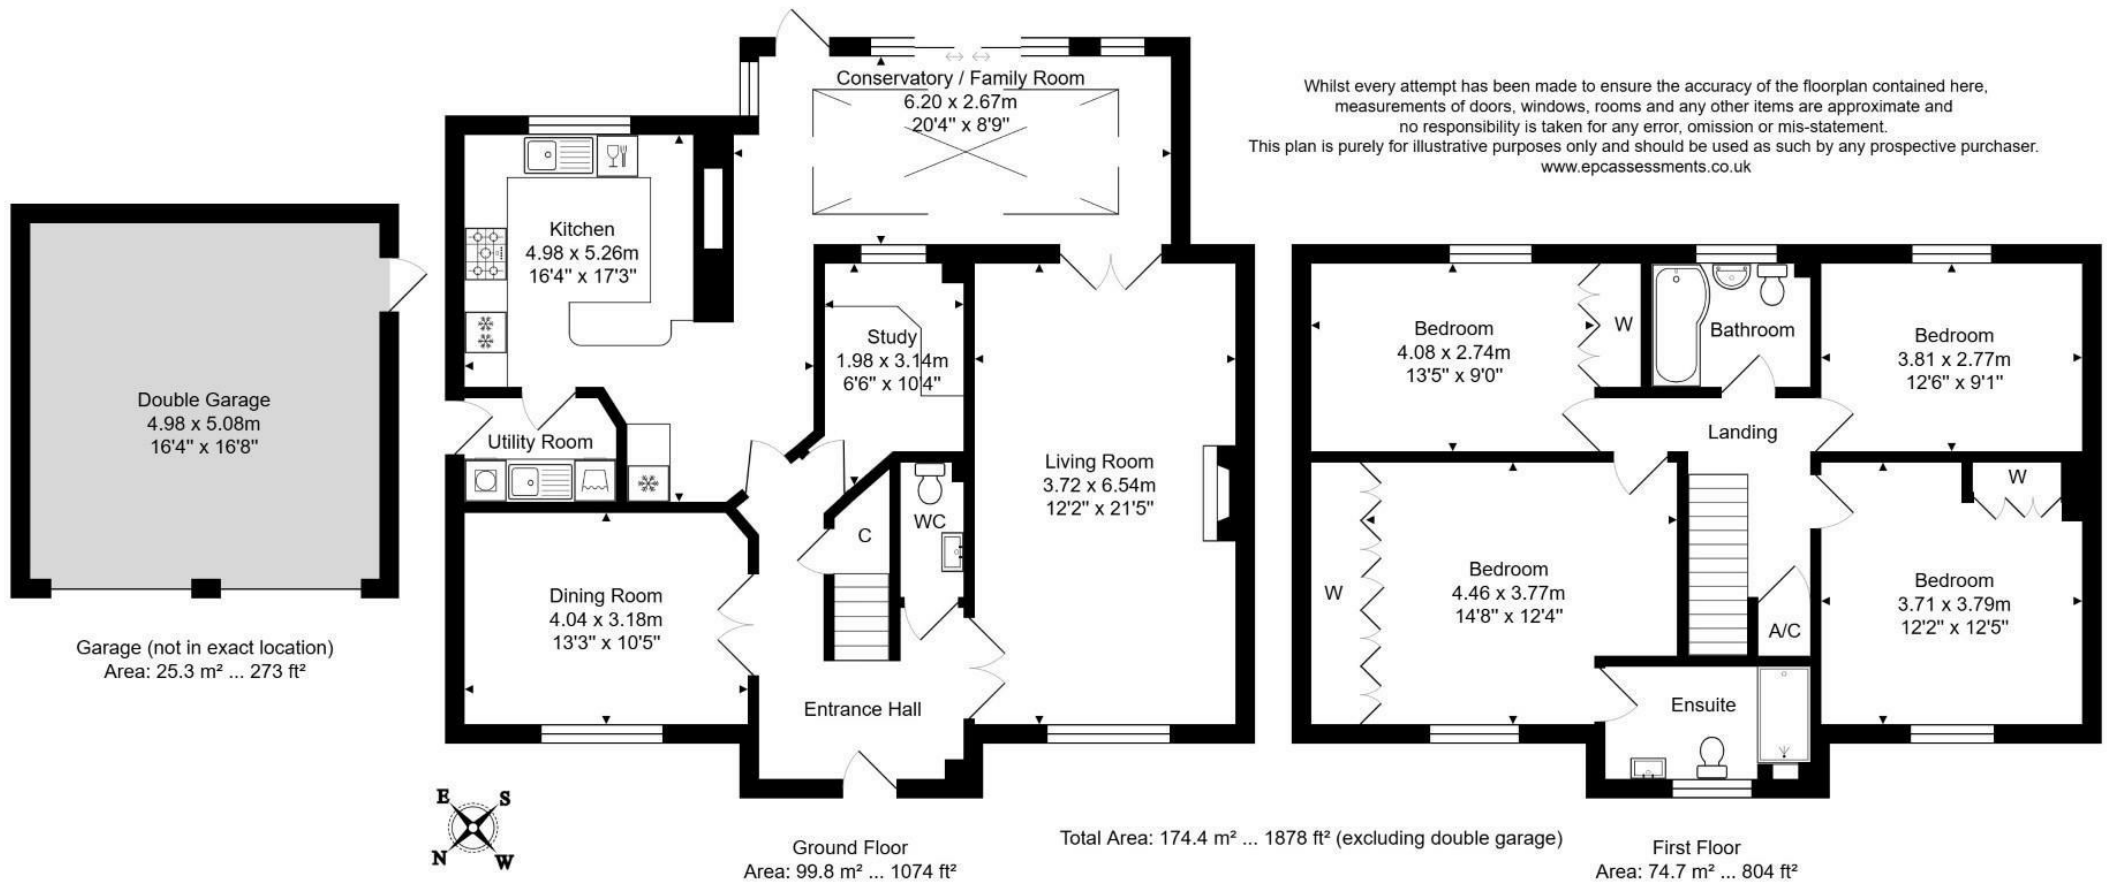 Conservatory / Family Room
6.20 x 2.67m
20'4" x 8'9"
Whilst every attempt has been made to ensure the accuracy of the floorplan contained here,
measurements of doors, windows, rooms and any other items are approximate and
no responsibility is taken for any error, omission or mis-statement.
This plan is purely for illustrative purposes only and should be used as such by any prospective purchaser.
www.epcassessments.co.uk
Kitchen
4.98 x 5.26m
16'4" x 17'3"
Study
1.98 x 3.14m
6'6" x 10'4"
Double Garage
4.98 x 5.08m
16'4" x 16'8"
Utility Room
Living Room
3.72 x 6.54m
12'2" x 21'5"
WC
C
Dining Room
4.04 x 3.18m
13'3" x 10'5"
Entrance Hall
Garage (not in exact location)
Area: 25.3 m² ... 273 ft²
Bedroom
4.08 x 2.74m
13'5" x 9'0"
W
Bathroom
Bedroom
3.81 x 2.77m
12'6" x 9'1"
Landing
W
Bedroom
4.46 x 3.77m
14'8" x 12'4"
W
Bedroom
3.71 x 3.79m
12'2" x 12'5"
A/C
Ensuite
E S
N W
Ground Floor
Area: 99.8 m² ... 1074 ft²
Total Area: 174.4 m² ... 1878 ft² (excluding double garage)
First Floor
Area: 74.7 m² ... 804 ft²